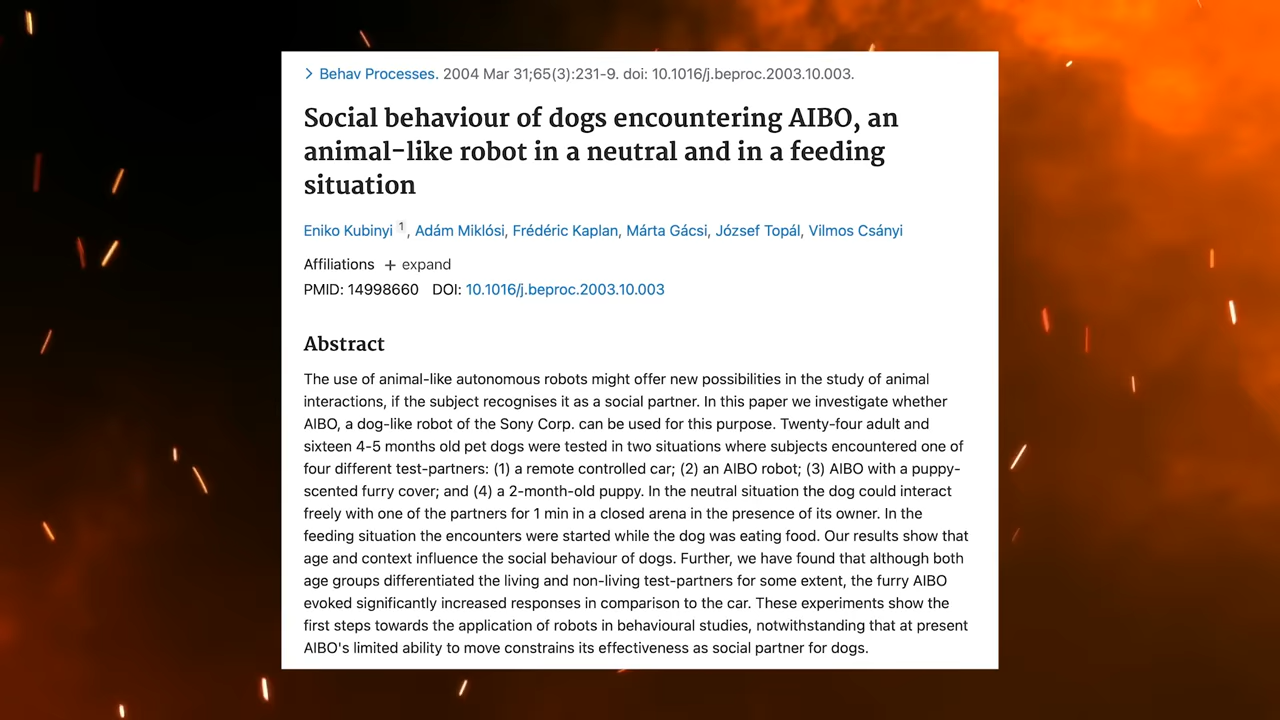 > Behav Processes. 2004 Mar 31;65(3):231-9. doi: 10.1016/j.beproc.2003.10.003.
Social behaviour of dogs encountering AIBO, an
animal-like robot in a neutral and in a feeding
situation
Eniko Kubinyi 1, Adám Miklósi, Frédéric Kaplan, Márta Gácsi, József Topál, Vilmos Csányi
Affiliations + expand
PMID: 14998660 DOI: 10.1016/j.beproc.2003.10.003
Abstract
The use of animal-like autonomous robots might offer new possibilities in the study of animal
interactions, if the subject recognises it as a social partner. In this paper we investigate whether
AIBO, a dog-like robot of the Sony Corp. can be used for this purpose. Twenty-four adult and
sixteen 4-5 months old pet dogs were tested in two situations where subjects encountered one of
four different test-partners: (1) a remote controlled car; (2) an AIBO robot; (3) AIBO with a puppy-
scented furry cover; and (4) a 2-month-old puppy. In the neutral situation the dog could interact
freely with one of the partners for 1 min in a closed arena in the presence of its owner. In the
feeding situation the encounters were started while the dog was eating food. Our results show that
age and context influence the social behaviour of dogs. Further, we have found that although both
age groups differentiated the living and non-living test-partners for some extent, the furry AIBO
evoked significantly increased responses in comparison to the car. These experiments show the
first steps towards the application of robots in behavioural studies, notwithstanding that at present
AIBO's limited ability to move constrains its effectiveness as social partner for dogs.